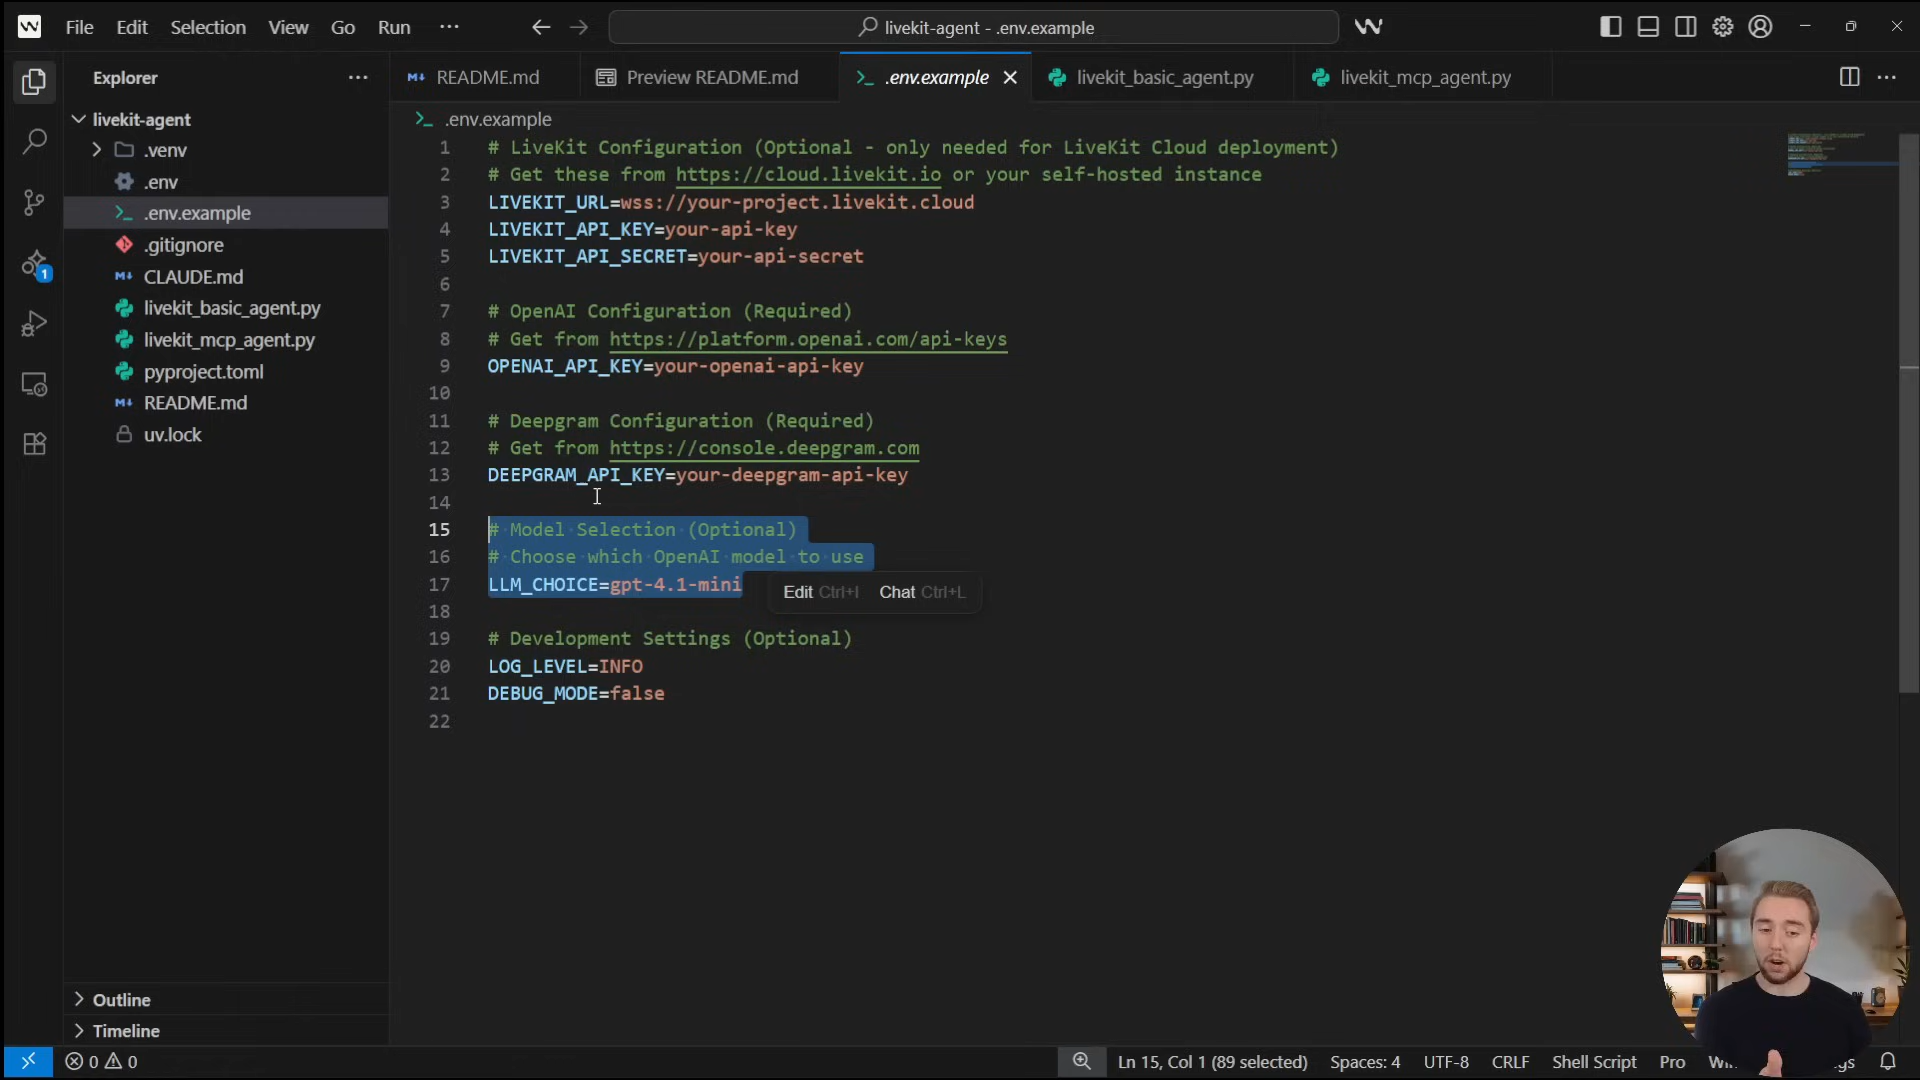 File Edit Selection View Go Run ···
livekit-agent - .env.example
Explorer
README.md
Preview README.md
.env.example
livekit_basic_agent.py
livekit_mcp_agent.py
livekit-agent
.venv
.env
.env.example
.gitignore
CLAUDE.md
livekit_basic_agent.py
livekit_mcp_agent.py
pyproject.toml
README.md
uv.lock
1
.env.example
1 # LiveKit Configuration (Optional - only needed for LiveKit Cloud deployment)
2 # Get these from https://cloud.livekit.io or your self-hosted instance
3 LIVEKIT_URL=wss://your-project.livekit.cloud
4 LIVEKIT_API_KEY=your-api-key
5 LIVEKIT_API_SECRET=your-api-secret
6
7 # OpenAI Configuration (Required)
8 # Get from https://platform.openai.com/api-keys
9 OPENAI_API_KEY=your-openai-api-key
10
11 # Deepgram Configuration (Required)
12 # Get from https://console.deepgram.com
13 DEEPGRAM_API_KEY=your-deepgram-api-key
14
15 # Model Selection (Optional)
16 # Choose which OpenAI model to use
17 LLM_CHOICE=gpt-4.1-mini
Edit Ctrl+I Chat Ctrl+L
18
19 # Development Settings (Optional)
20 LOG_LEVEL=INFO
21 DEBUG_MODE=false
22
Outline
Timeline
0 0
Ln 15, Col 1 (89 selected) Spaces: 4 UTF-8 CRLF Shell Script Pro